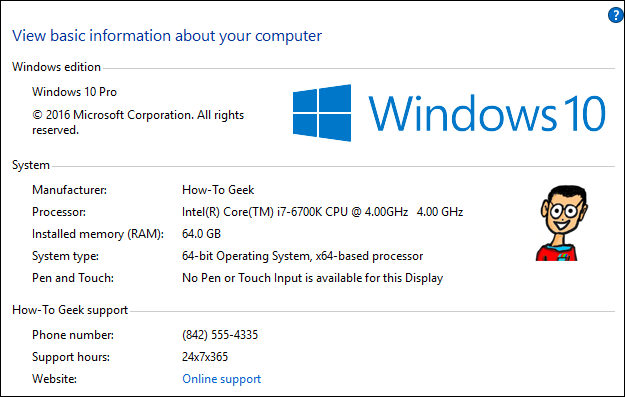 ?
View basic information about your computer
Windows edition
Windows 10 Pro
© 2016 Microsoft Corporation. All rights
reserved.
Windows 10
System
Manufacturer: How-To Geek
Processor: Intel(R) Core(TM) i7-6700K CPU @ 4.00GHz 4.00 GHz
Installed memory (RAM): 64.0 GB
System type: 64-bit Operating System, x64-based processor
Pen and Touch: No Pen or Touch Input is available for this Display
How-To Geek support
Phone number: (842) 555-4335
Support hours: 24x7x365
Website: Online support